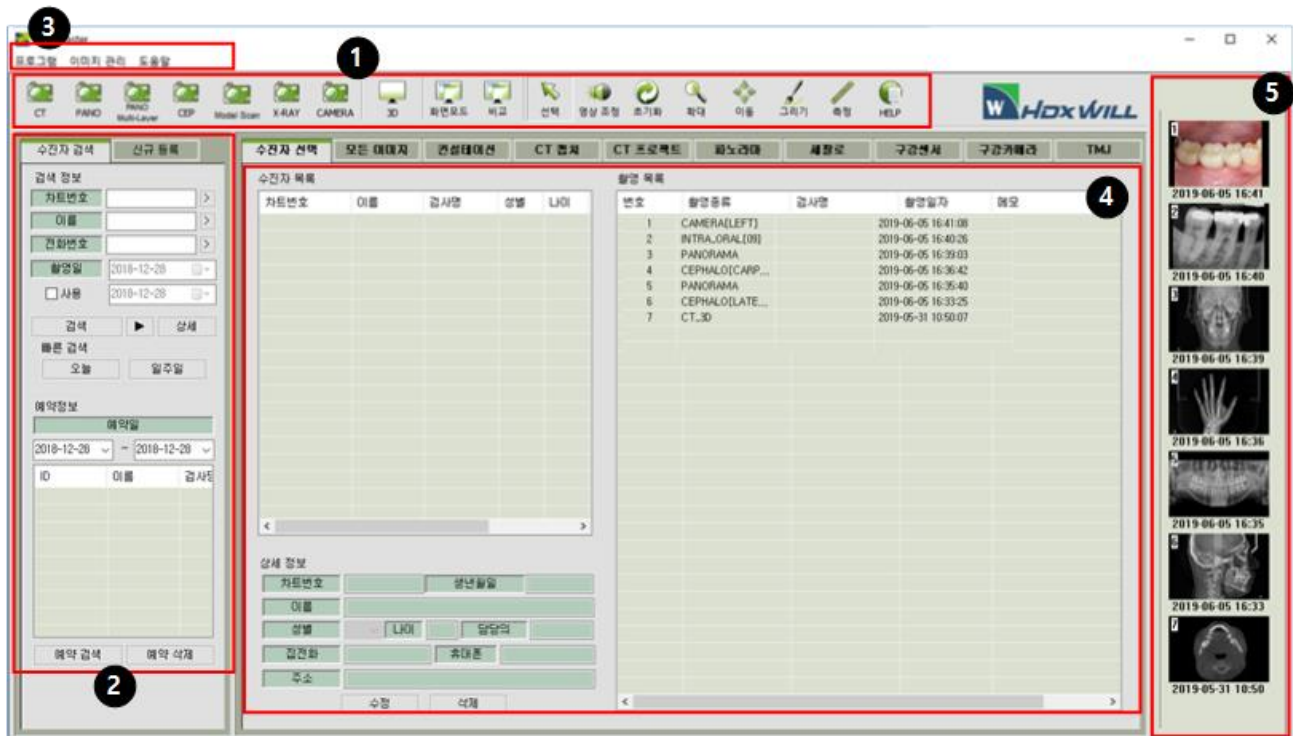 3
1
프로그램 이미지 관리 도움말
5
CT PANO PANO Multi-Layer CEP Model Scan X-RAY CAMERA 3D 화면모드 비교 선택 영상 조정 초기화 확대 이동 그리기 측정 HELP
W HDX WILL
수진자 검색 신규 등록
수진자 선택 모든 이미지 컨설테이션 CT 캡쳐 CT 프로젝트 파노라마 세팔로 구강센서 구강카메라 TMJ
검색 정보
차트번호 >
이름 >
전화번호 >
촬영일 2018-12-28
사용 2018-12-28
검색 ▶ 상세
빠른 검색
오늘 일주일
예약정보
예약일
2018-12-28 ~ 2018-12-28
ID 이름
예약 검색 예약 삭제
2
수진자 목록
차트번호 이름 검사명 성별 나이
상세 정보
차트번호 생년월일
이름
성별 나이 담당의
집전화 휴대폰
주소
수정 삭제
촬영 목록
4
번호 촬영종류 검사명 촬영일자 메모
1 CAMERA[LEFT] 2019-06-05 16:41:08
2 INTRA_ORAL[09] 2019-06-05 16:40:26
3 PANORAMA 2019-06-05 16:39:03
4 CEPHALO[CARP... 2019-06-05 16:36:42
5 PANORAMA 2019-06-05 16:35:40
6 CEPHALO[LATE... 2019-06-05 16:33:25
7 CT_3D 2019-05-31 10:50:07
1
2019-06-05 16:41
2
2019-06-05 16:40
3
2019-06-05 16:39
4
2019-06-05 16:36
5
2019-06-05 16:35
6
2019-06-05 16:33
7
2019-05-31 10:50